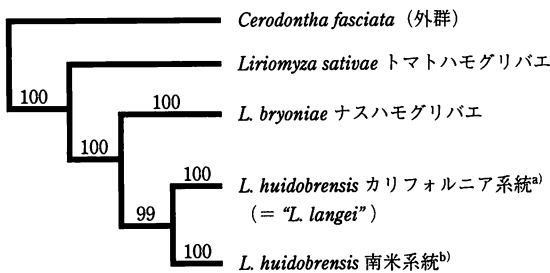 Cerodontha fasciata (外群)
100
Liriomyza sativae トマトハモグリバエ
100
100
L. bryoniae ナスハモグリバエ
99
100
L. huidobrensis カリフォルニア系統a)
(= “L. langei”)
100
L. huidobrensis 南米系統b)